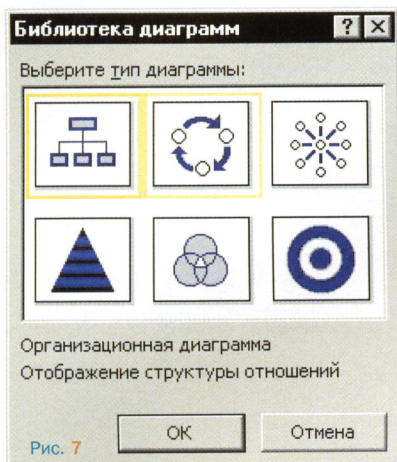 Библиотека диаграмм
Выберите тип диаграммы:
Организационная диаграмма
Отображение структуры отношений
ОК
Отмена
Рис. 7